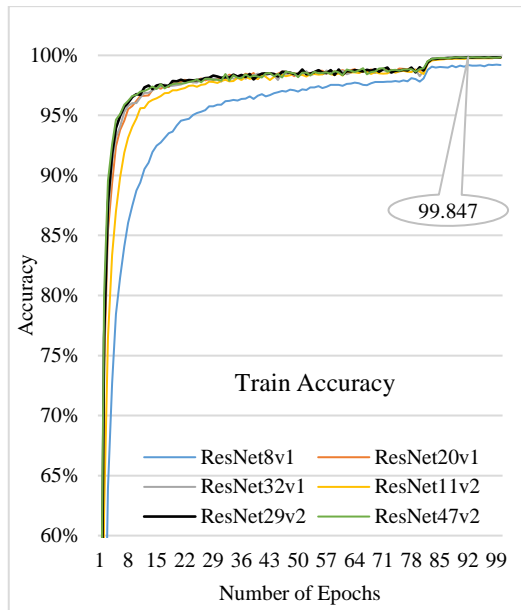 100%
95%
90%
85%
80%
75%
70%
65%
60%
Accuracy
99.847
Train Accuracy
ResNet8v1 ResNet20v1
ResNet32v1 ResNet11v2
ResNet29v2 ResNet47v2
1 8 15 22 29 36 43 50 57 64 71 78 85 92 99
Number of Epochs